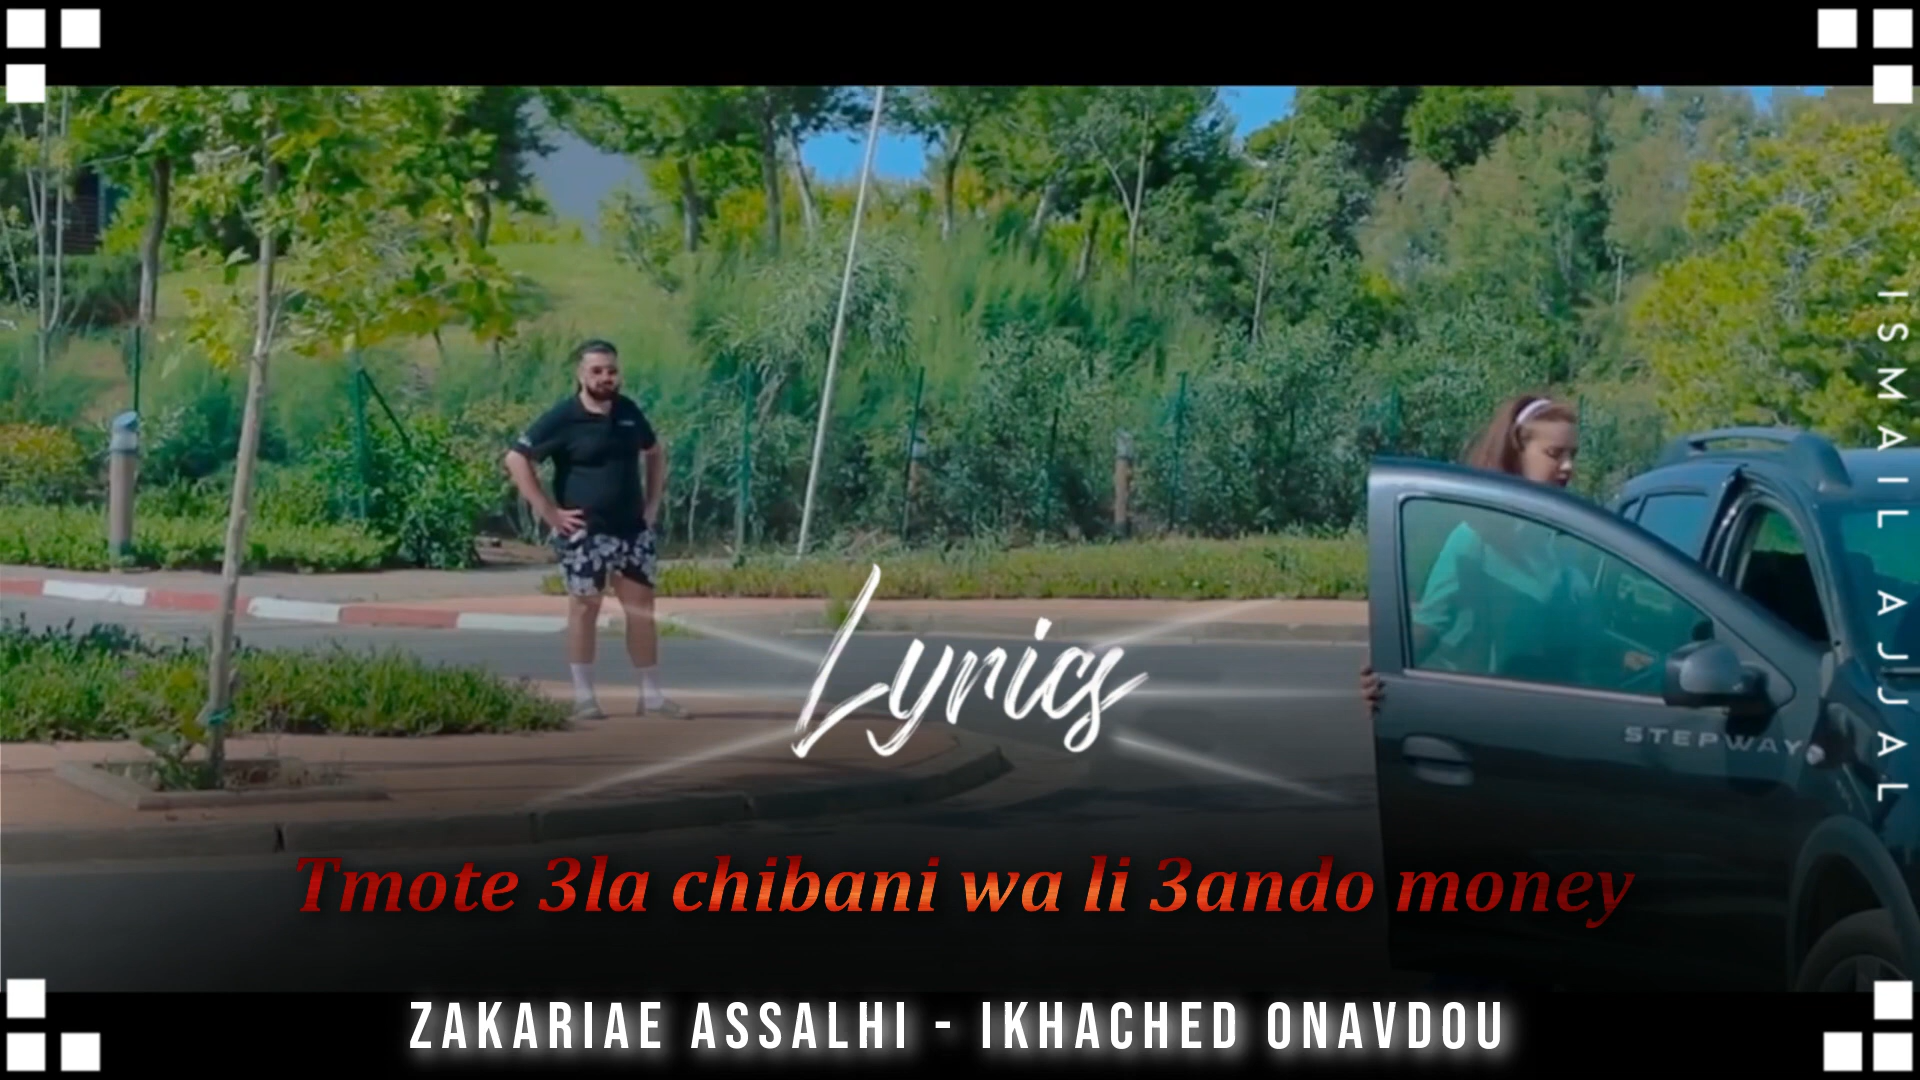 Lyrics
STEPWAY
ISMAIL AJJAL
Tmote 3la chibani wa li 3ando money
ZAKARIAE ASSALHI - IKHACHED ONAVDOU